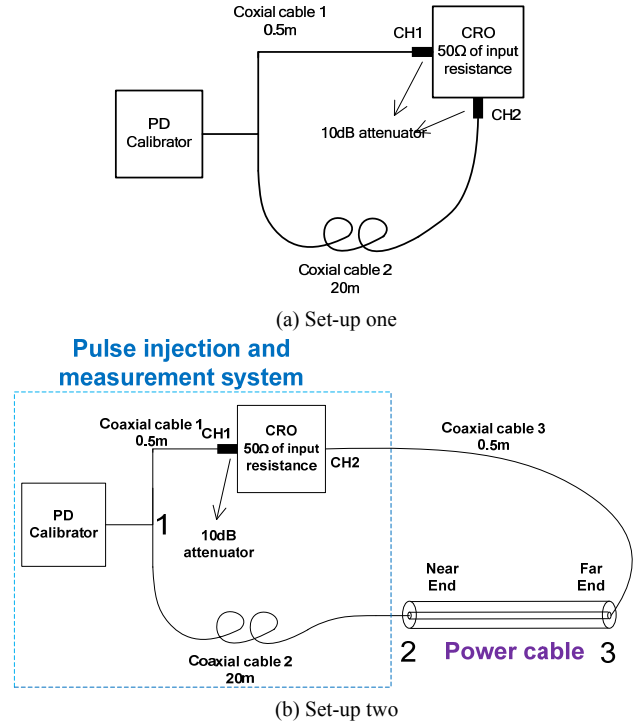 Coxial cable 1
0.5m
CH1
CRO
50Ω of input
resistance
PD
Calibrator
10dB attenuator
CH2
Coxial cable 2
20m
(a) Set-up one
Pulse injection and
measurement system
Coaxial cable 1
0.5m
CH1
CRO
50Ω of input
resistance
CH2
Coaxial cable 3
0.5m
PD
Calibrator
1
10dB
attenuator
Near
End
Far
End
Coaxial cable 2
20m
2
Power cable
3
(b) Set-up two